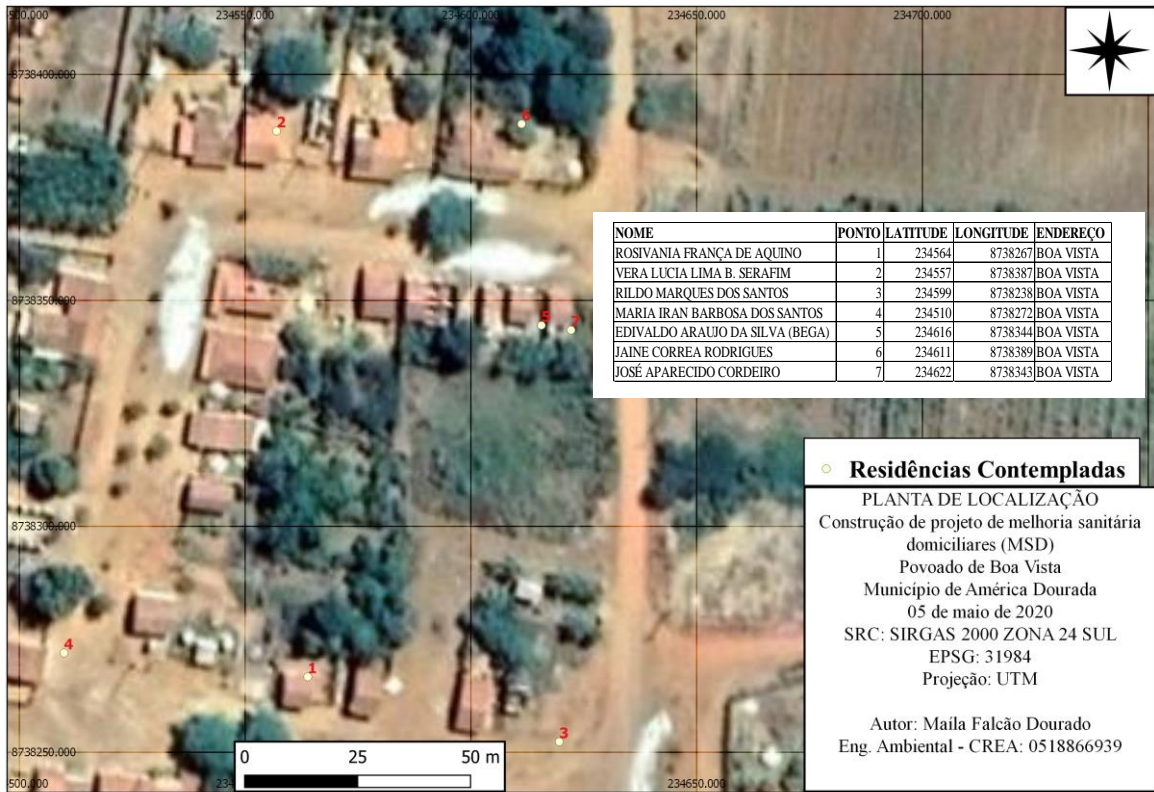 500.000 234550.000 234600.000 234650.000 234700.000
8738400.000
2
6
NOME PONTO LATITUDE LONGITUDE ENDEREÇO
ROSIVANIA FRANÇA DE AQUINO 1 234564 8738267 BOA VISTA
VERA LUCIA LIMA B. SERAFIM 2 234557 8738387 BOA VISTA
RILDO MARQUES DOS SANTOS 3 234599 8738238 BOA VISTA
MARIA IRAN BARBOSA DOS SANTOS 4 234510 8738272 BOA VISTA
EDIVALDO ARAUJO DA SILVA (BEGA) 5 234616 8738344 BOA VISTA
JAINE CORREA RODRIGUES 6 234611 8738389 BOA VISTA
JOSÉ APARECIDO CORDEIRO 7 234622 8738343 BOA VISTA
8738350.000
5
7
Residências Contempladas
PLANTA DE LOCALIZAÇÃO
Construção de projeto de melhoria sanitária
domiciliares (MSD)
Povoado de Boa Vista
Município de América Dourada
05 de maio de 2020
SRC: SIRGAS 2000 ZONA 24 SUL
EPSG: 31984
Projeção: UTM
Autor: Maíla Falcão Dourado
Eng. Ambiental - CREA: 0518866939
8738300.000
4
1
3
8738250.000
0 25 50 m
500.000 234650.000